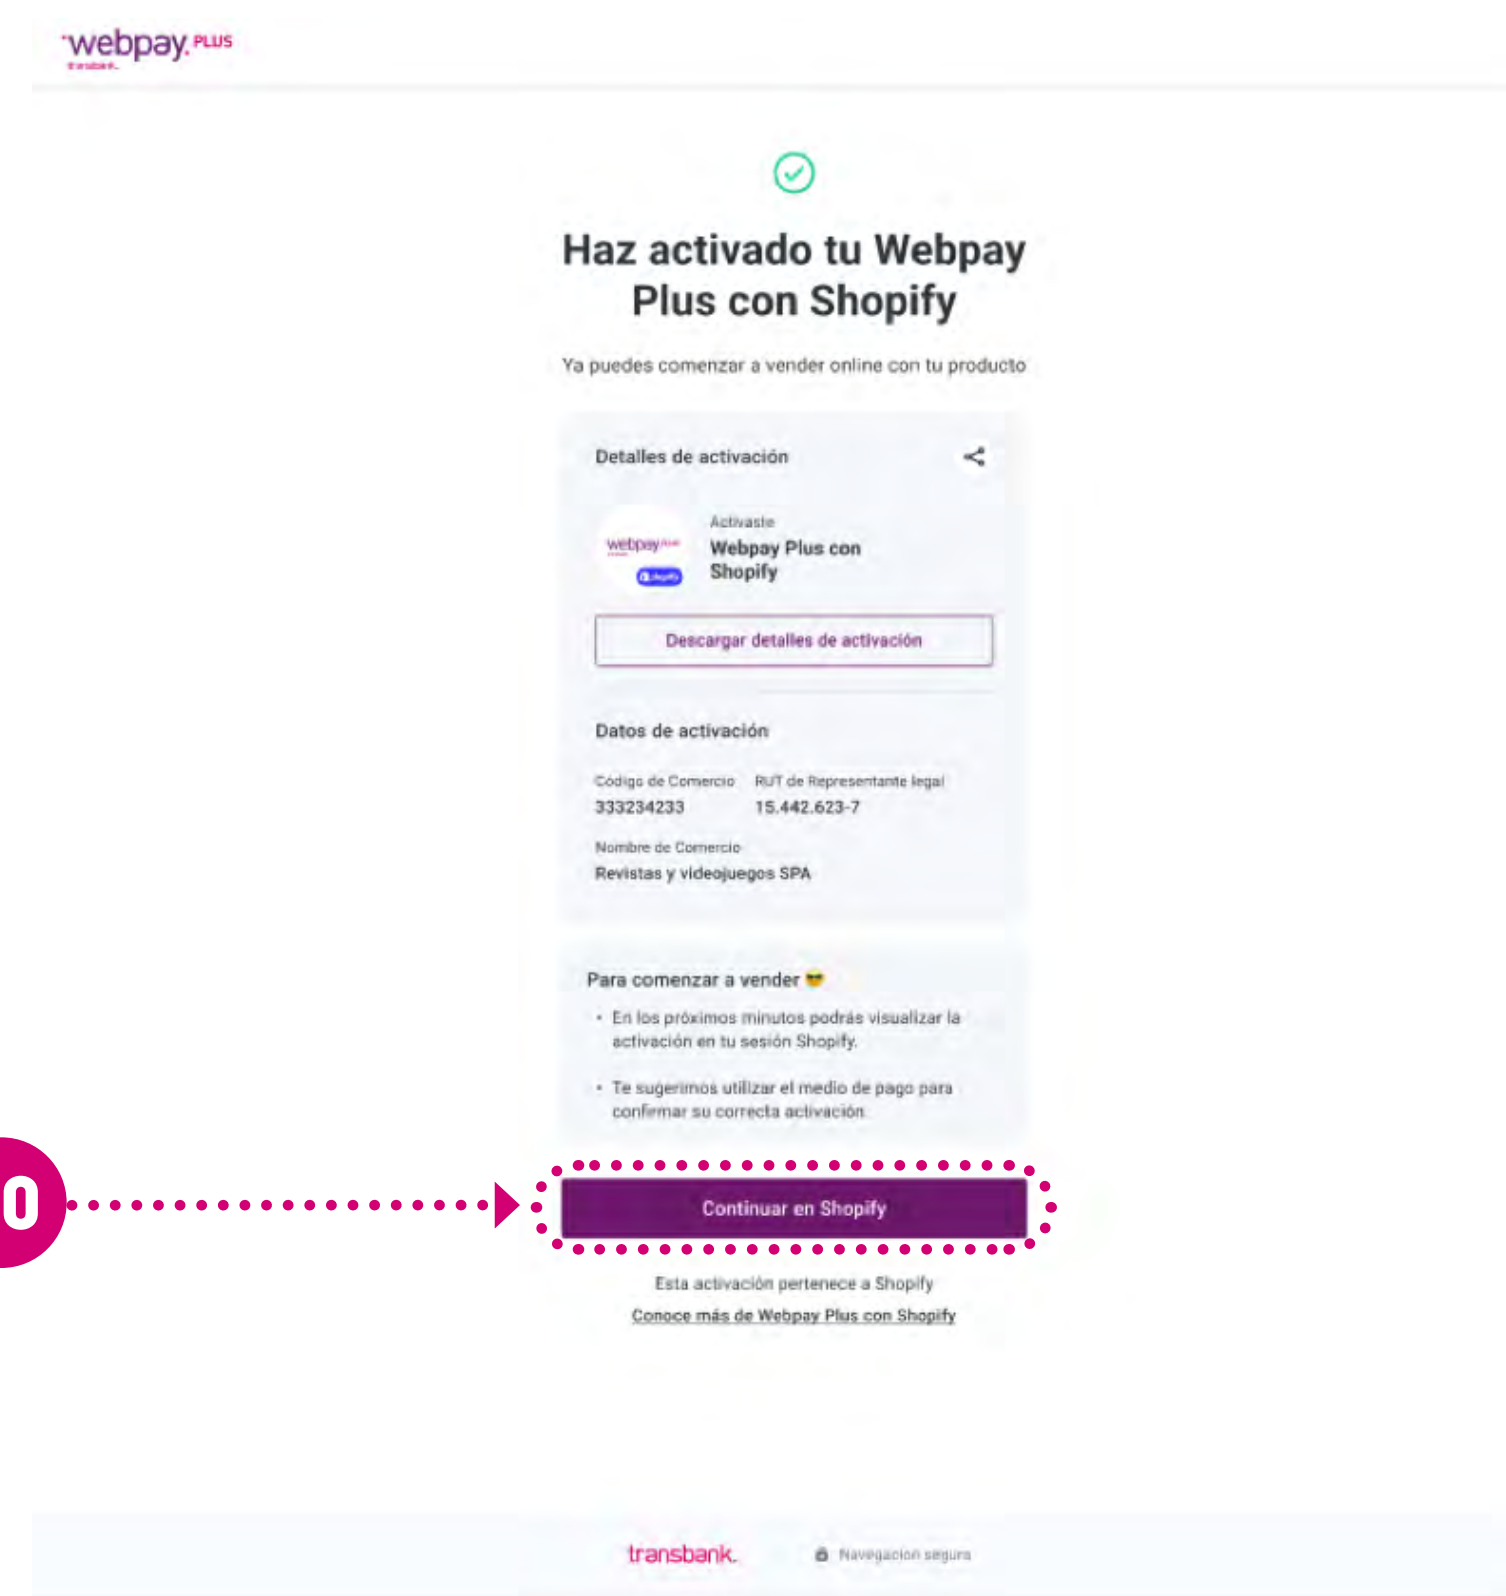 webpay. PLUS
transbank.
Haz activado tu Webpay
Plus con Shopify
Ya puedes comenzar a vender online con tu producto
Detalles de activación
Activaste
webpay PLUS
Webpay Plus con
shopify
Shopify
Descargar detalles de activación
Datos de activación
Código de Comercio RUT de Representante legal
333234233 15.442.623-7
Nombre de Comercio
Revistas y videojuegos SPA
Para comenzar a vender 😎
• En los próximos minutos podrás visualizar la
activación en tu sesión Shopify.
• Te sugerimos utilizar el medio de pago para
confirmar su correcta activación
0
Continuar en Shopify
Esta activación pertenece a Shopify
Conoce más de Webpay Plus con Shopify
transbank. Navegación segura